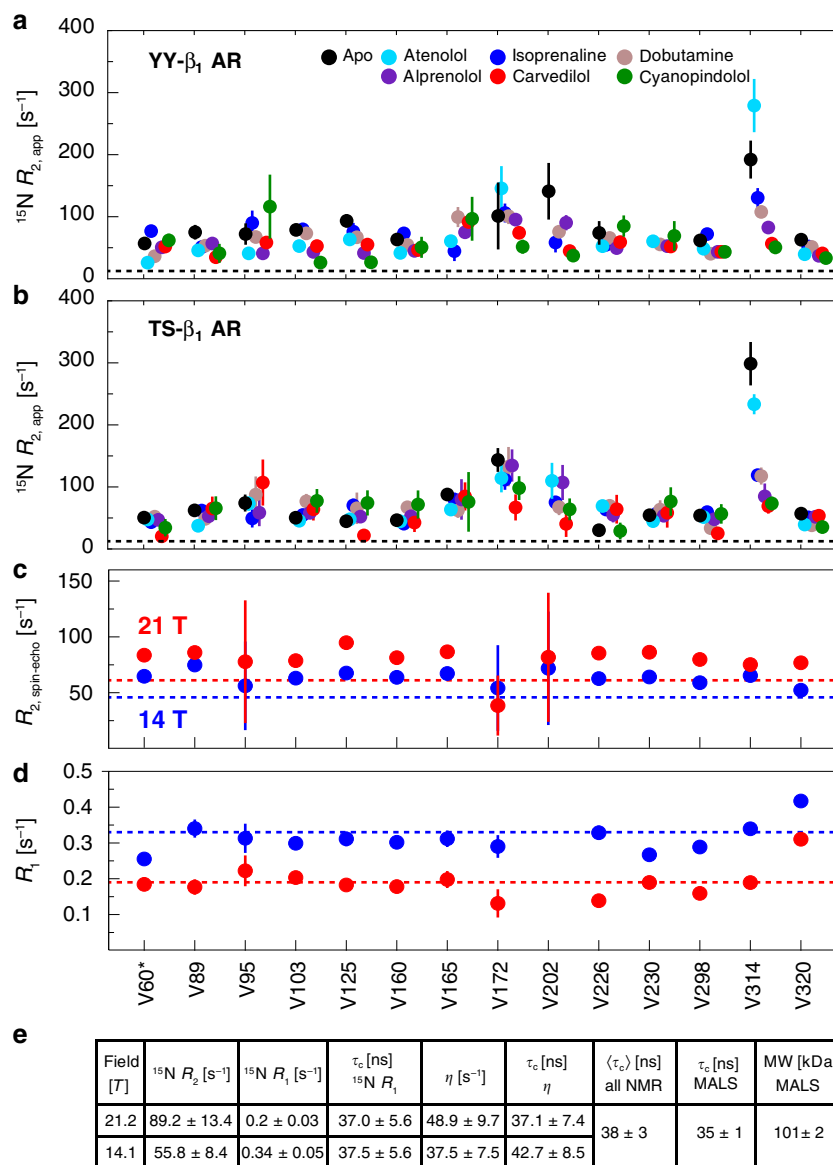 a
400
YY-β1 AR
Apo Atenolol Isoprenaline Dobutamine
Alprenolol Carvedilol Cyanopindolol
300
200
100
0
15N R2, app [s−1]
b
400
TS-β1 AR
300
200
100
0
15N R2, app [s−1]
c
150
21 T
100
50
14 T
R2, spin-echo [s−1]
d
0.5
0.4
0.3
0.2
0.1
R1 [s−1]
V60* V89 V95 V103 V125 V160 V165 V172 V202 V226 V230 V298 V314 V320
e
Field [T] 15N R2 [s−1] 15N R1 [s−1] τc [ns] 15N R1 η [s−1] τc [ns] η ⟨τc⟩ [ns] all NMR τc [ns] MALS MW [kDa] MALS
21.2 89.2 ± 13.4 0.2 ± 0.03 37.0 ± 5.6 48.9 ± 9.7 37.1 ± 7.4 38 ± 3 35 ± 1 101± 2
14.1 55.8 ± 8.4 0.34 ± 0.05 37.5 ± 5.6 37.5 ± 7.5 42.7 ± 8.5